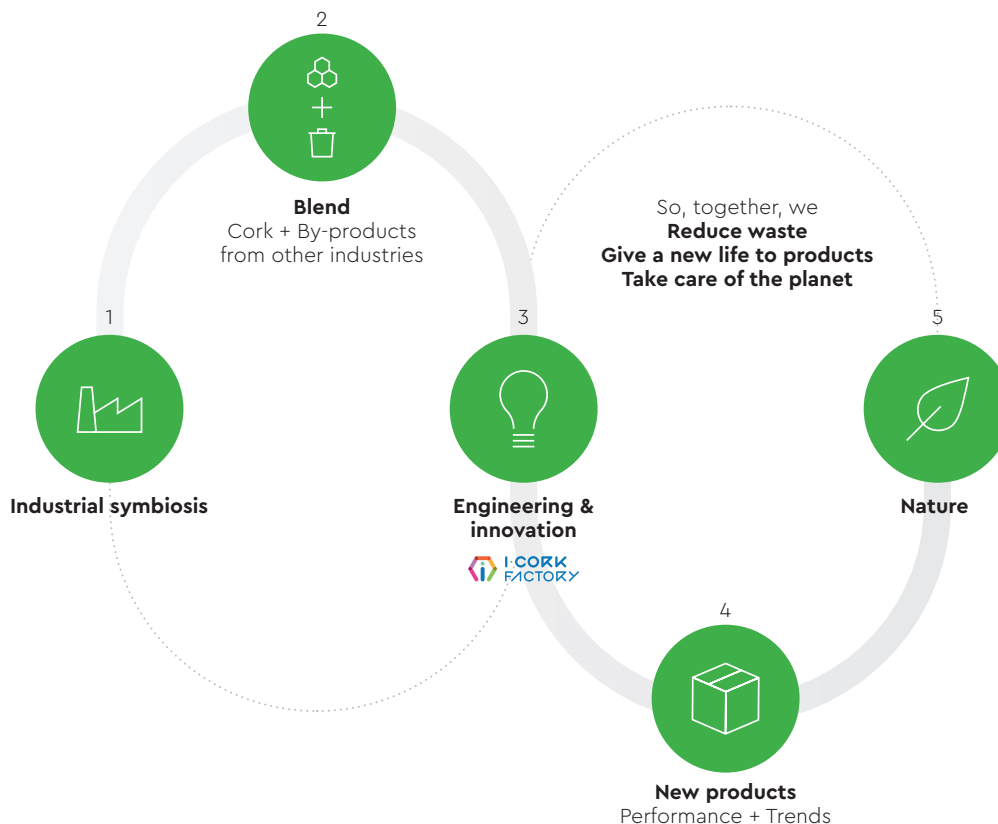 1
Industrial symbiosis
2
Blend
Cork + By-products
from other industries
3
Engineering &
innovation
I·CORK
FACTORY
4
New products
Performance + Trends
5
Nature
So, together, we
Reduce waste
Give a new life to products
Take care of the planet